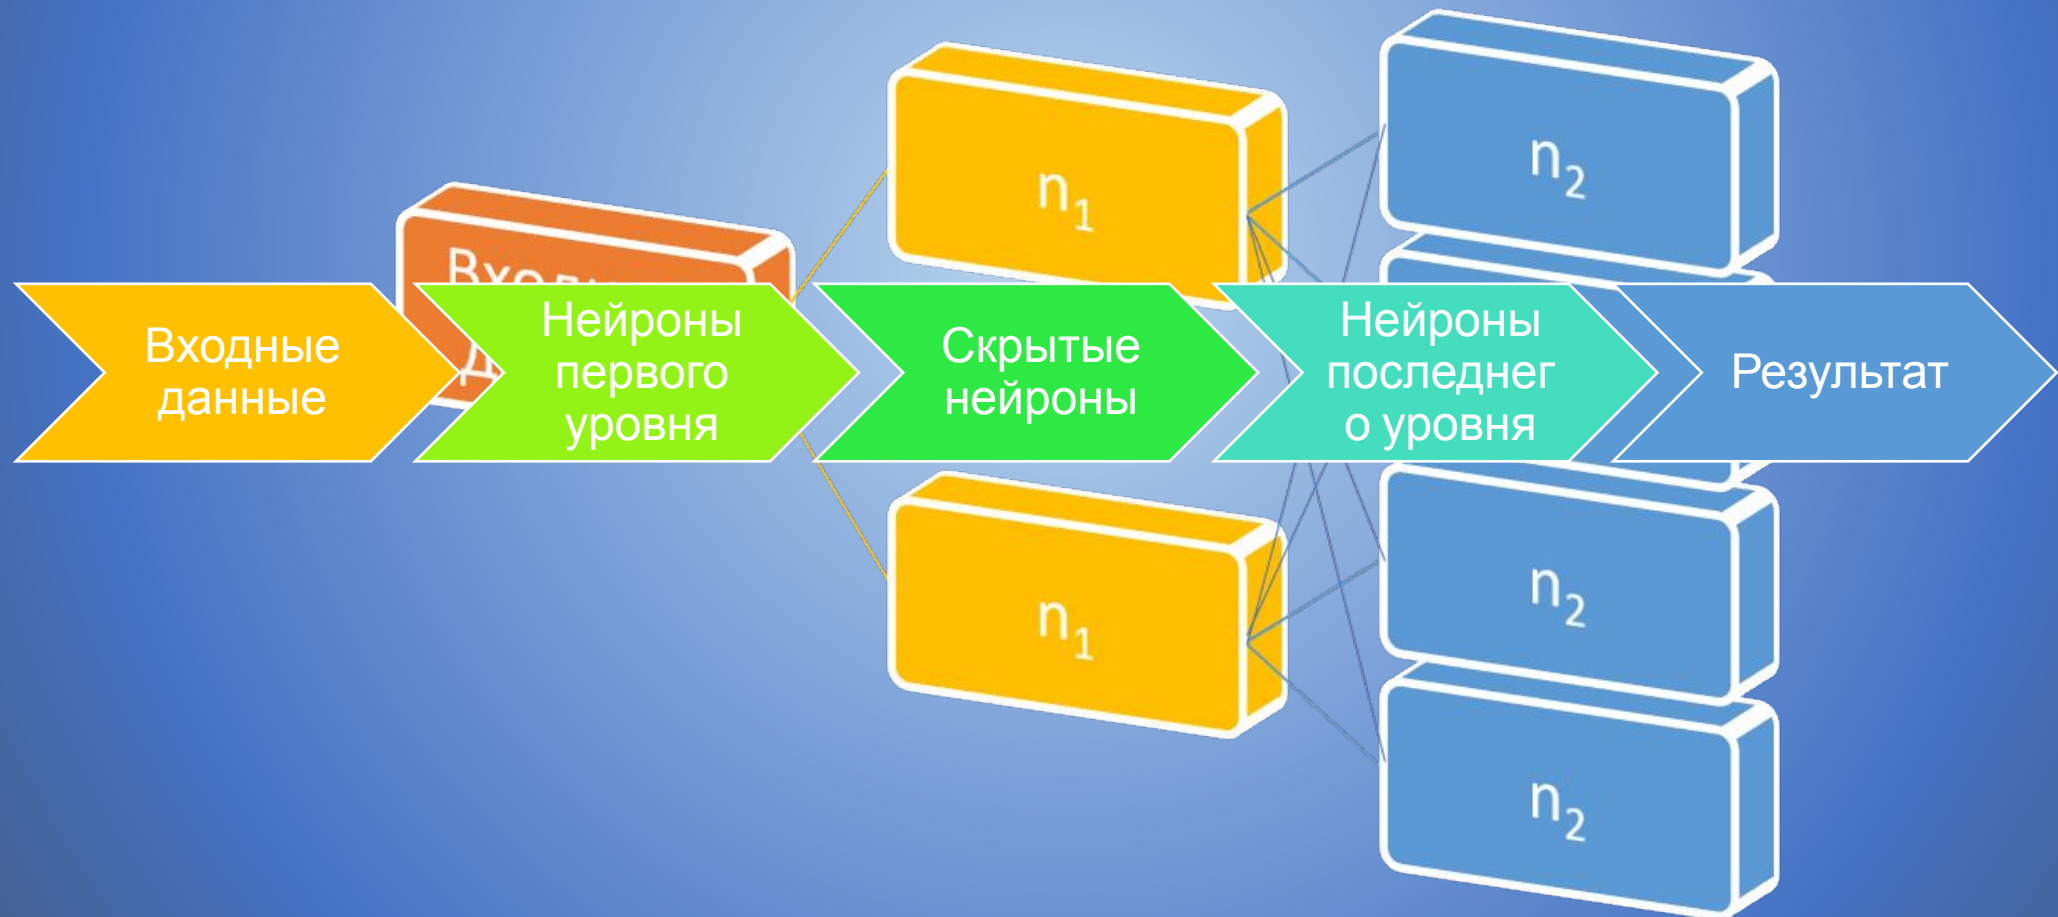 n₂
n₁
Входные
данные
Нейроны
первого
уровня
Скрытые
нейроны
Нейроны
последнег
о уровня
Результат
n₁
n₂
n₂